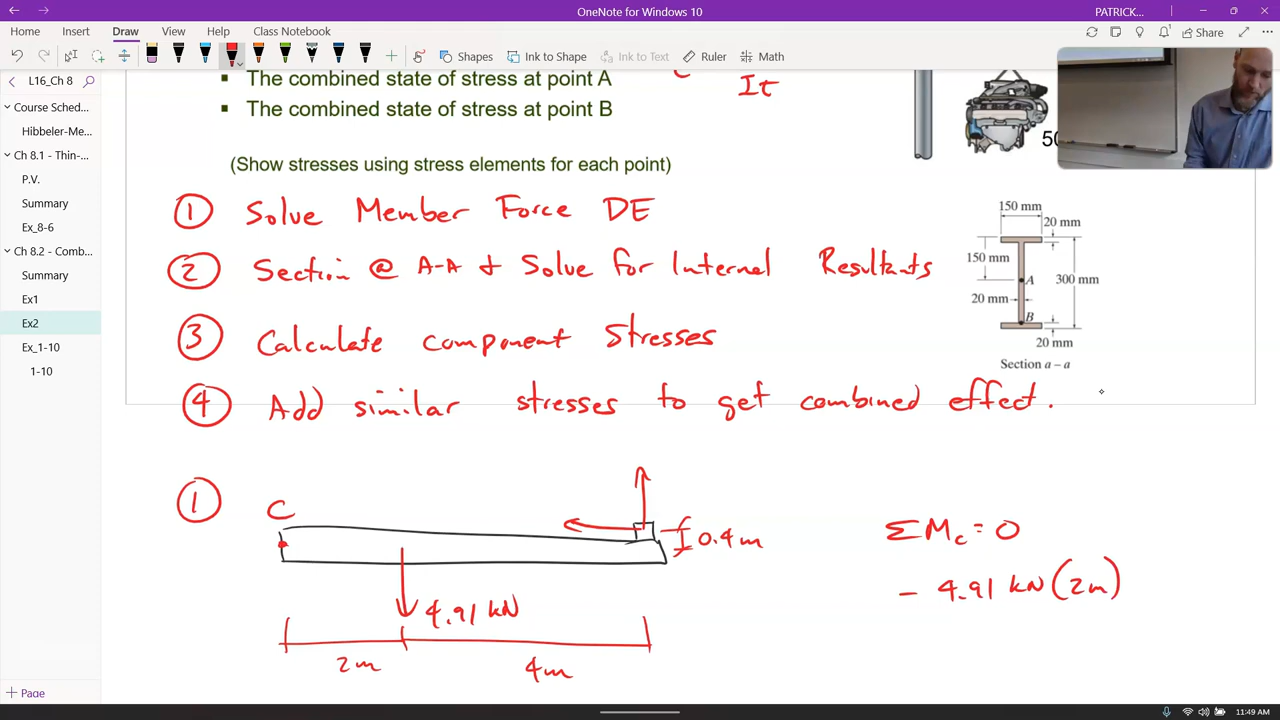 OneNote for Windows 10
PATRICK...
Home Insert Draw View Help Class Notebook
Share
Shapes Ink to Shape Ink to Text Ruler Math
L16 Ch 8
Course Sched...
Hibbeler-Me...
Ch 8.1 - Thin-...
P.V.
Summary
Ex_8-6
Ch 8.2 - Comb...
Summary
Ex1
Ex2
Ex_1-10
1-10
Page
▪ The combined state of stress at point A
▪ The combined state of stress at point B
(Show stresses using stress elements for each point)
It
50
① Solve Member Force DE
② Section @ A-A & Solve for Internal Resultants
③ Calculate component stresses
④ Add similar stresses to get combined effect.
150 mm
20 mm
150 mm
A
300 mm
20 mm
B
20 mm
Section a – a
① C
0.4m
4.91 kN
2m
4m
ΣMc = 0
- 4.91 kN (2m)
11:49 AM